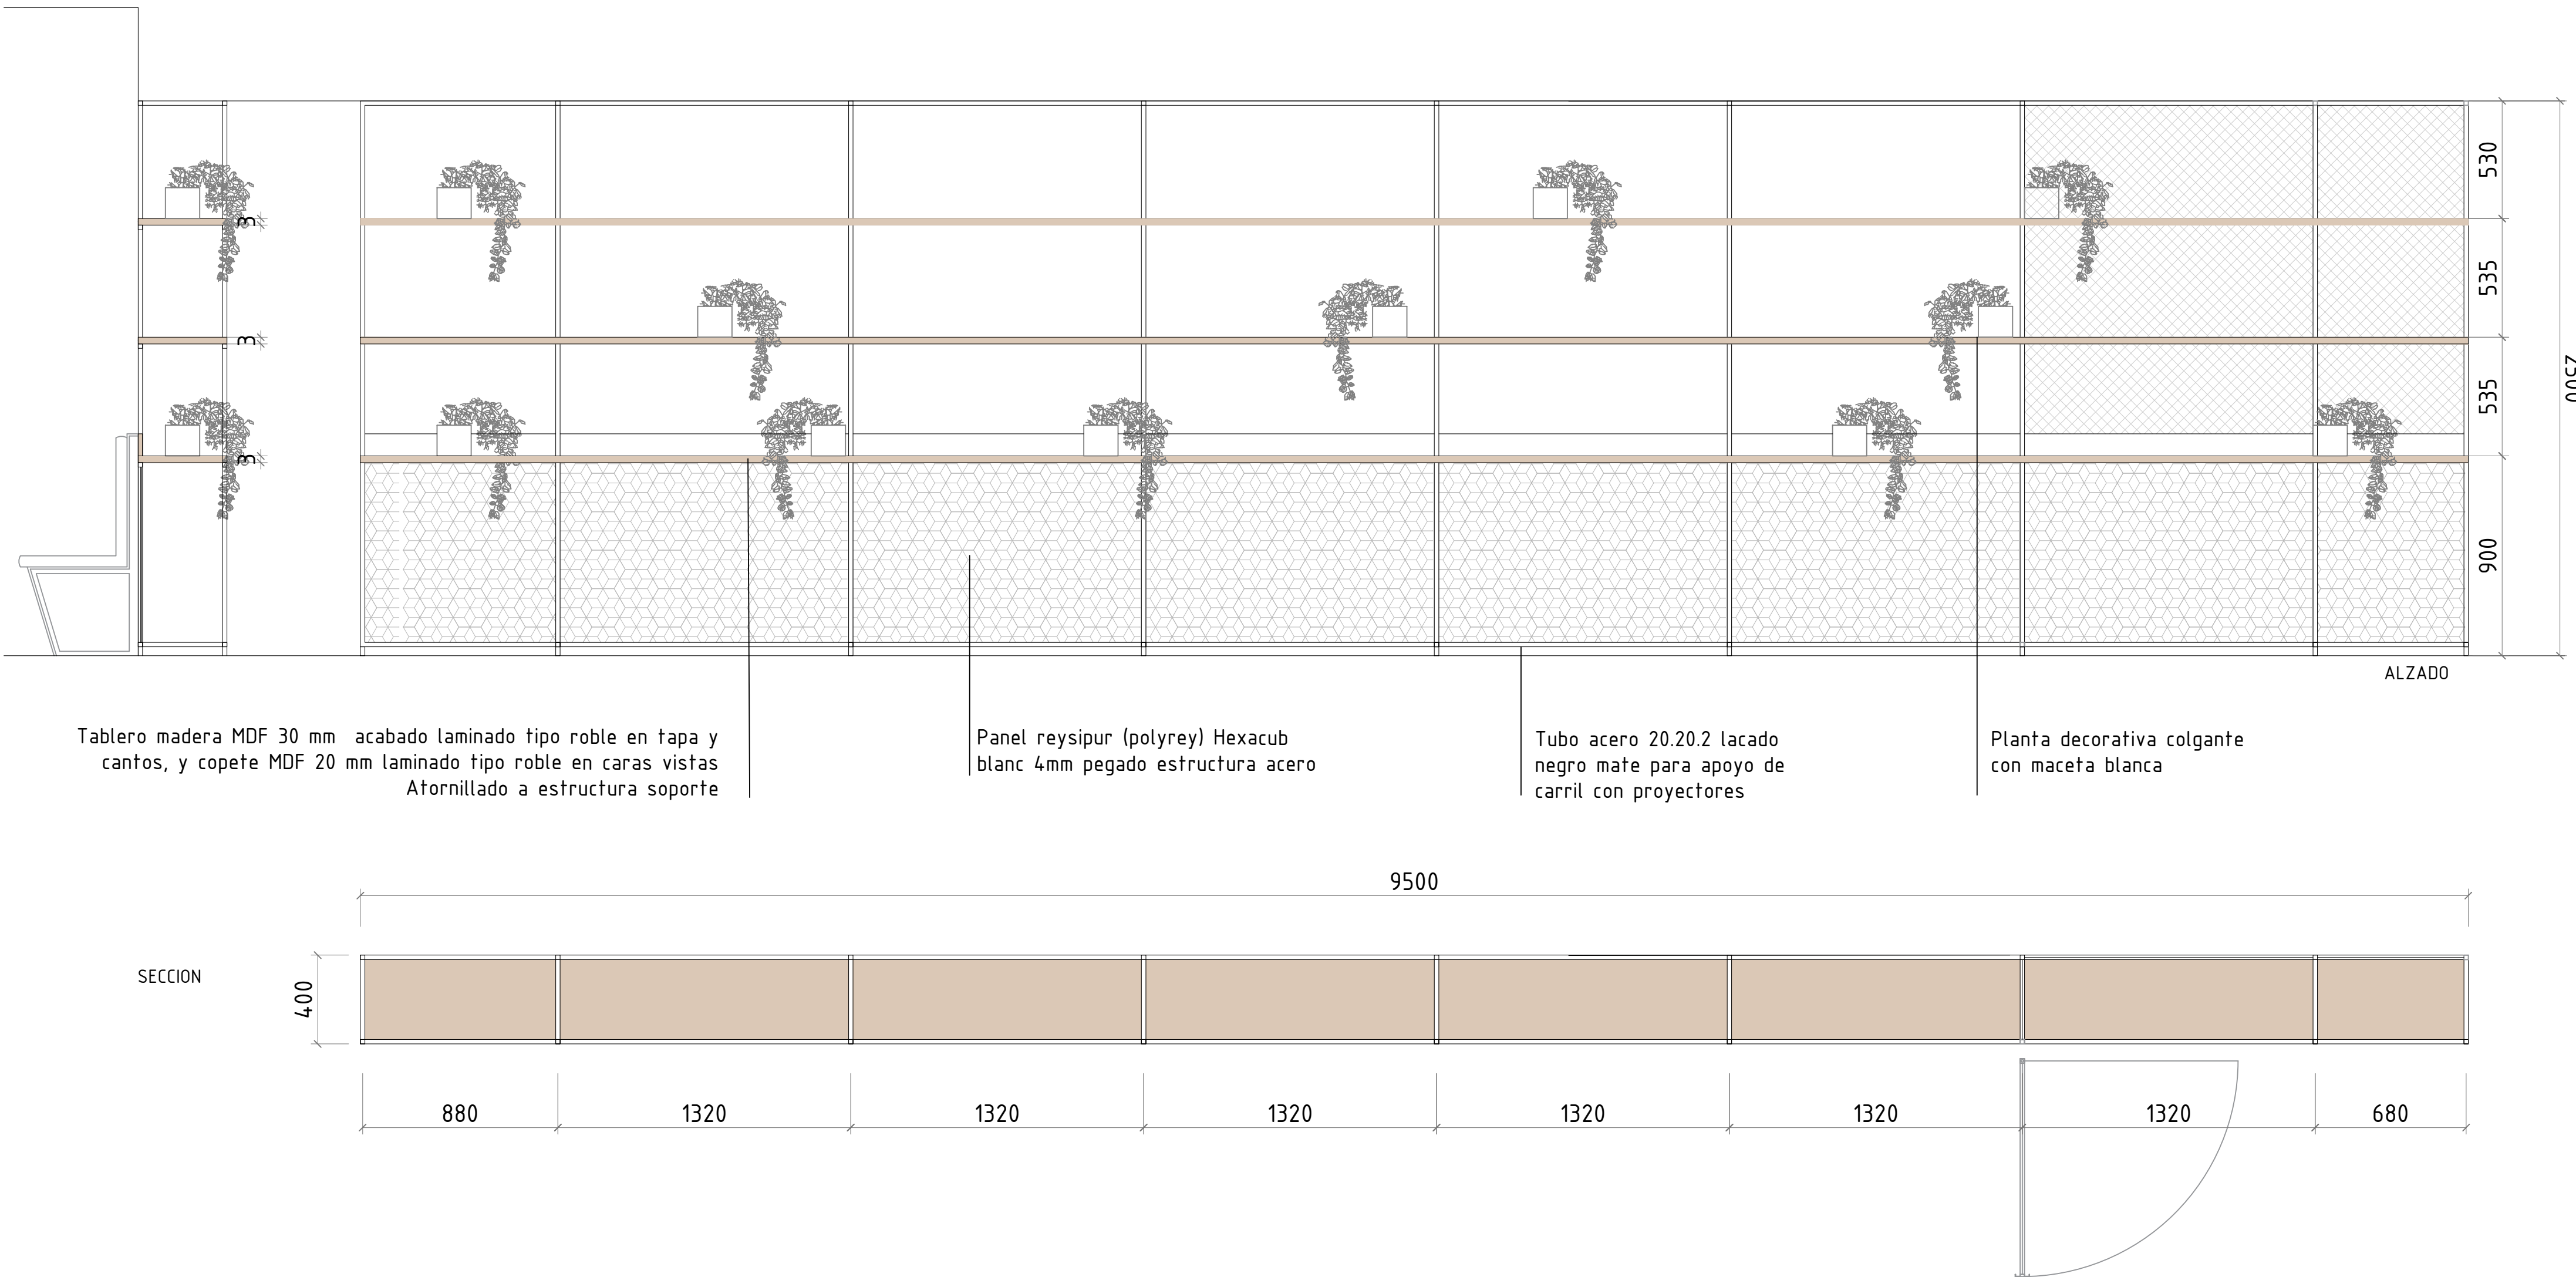 530
3
535
3
535
2500
3
900
ALZADO
Tablero madera MDF 30 mm acabado laminado tipo roble en tapa y
cantos, y copete MDF 20 mm laminado tipo roble en caras vistas
Atornillado a estructura soporte
Panel reysipur (polyrey) Hexacub
blanc 4mm pegado estructura acero
Tubo acero 20.20.2 lacado
negro mate para apoyo de
carril con proyectores
Planta decorativa colgante
con maceta blanca
9500
SECCION
400
880
1320
1320
1320
1320
1320
1320
680